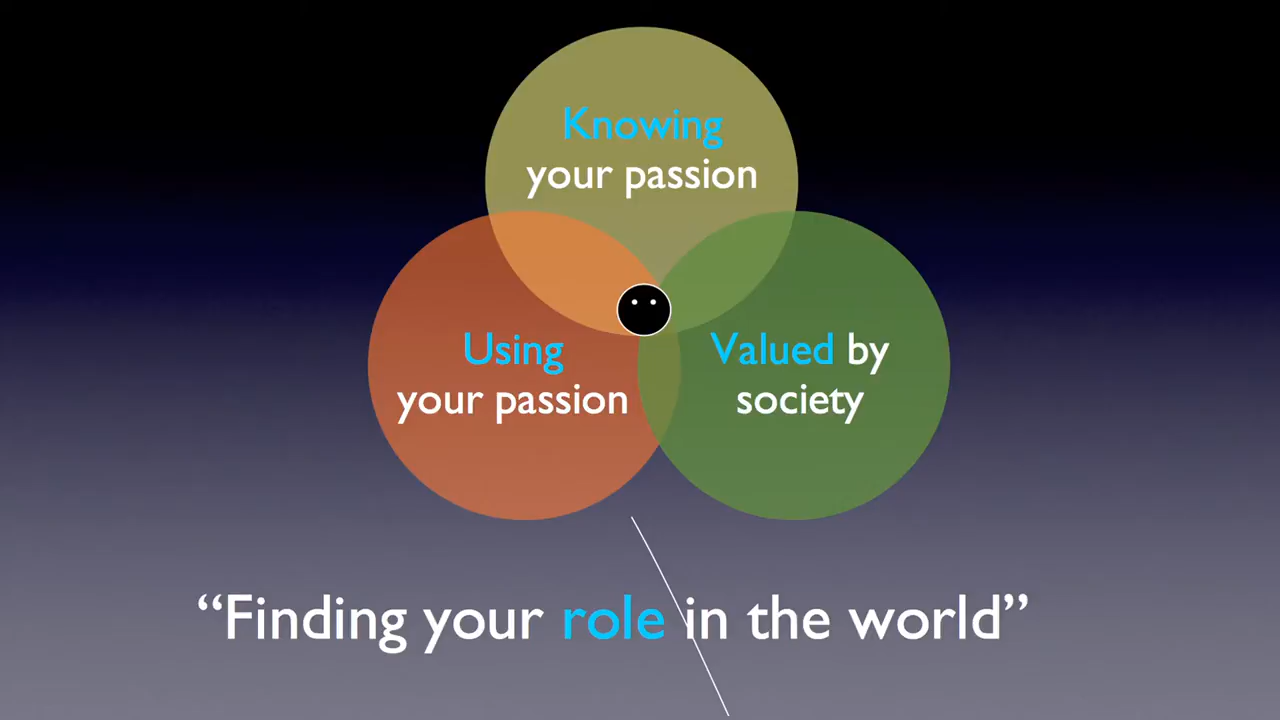 Knowing
your passion
Using
your passion
Valued by
society
“Finding your role in the world”